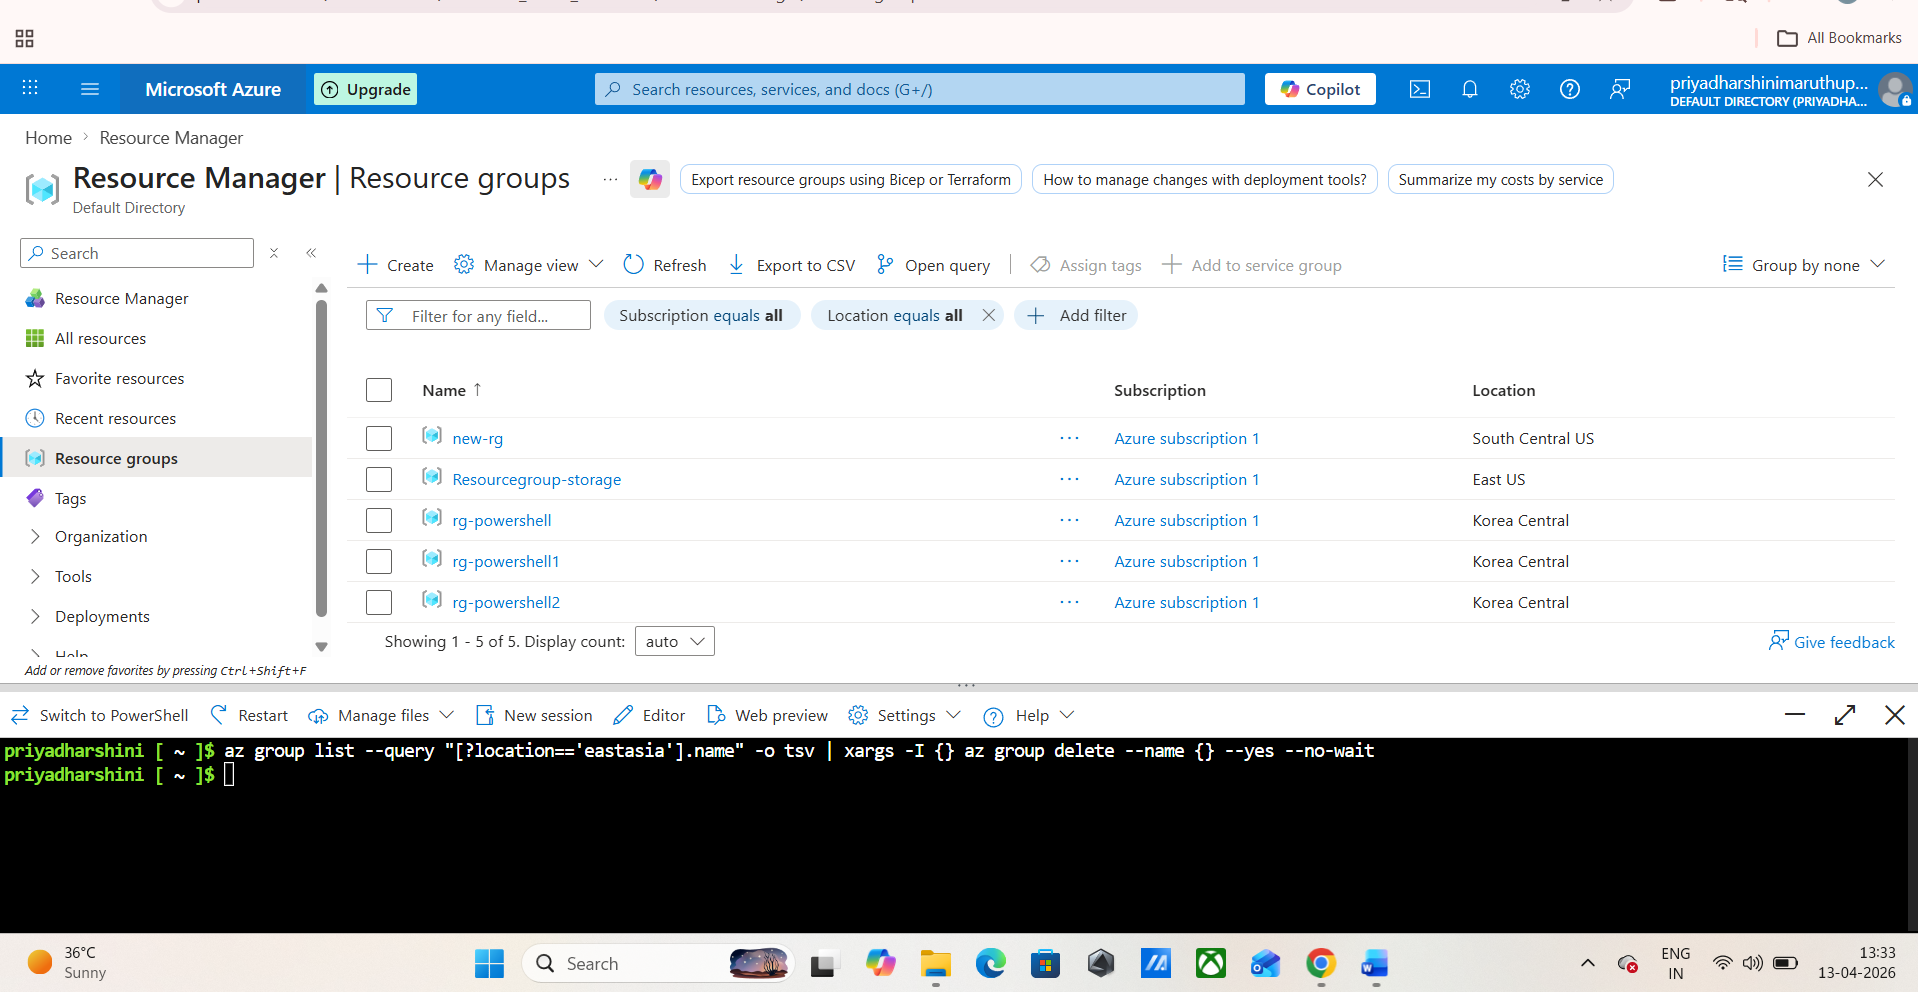 All Bookmarks
Microsoft Azure
Upgrade
Search resources, services, and docs (G+/)
Copilot
priyadharshinimaruthup...
DEFAULT DIRECTORY (PRIYADHA...
Home > Resource Manager
Resource Manager | Resource groups
...
Export resource groups using Bicep or Terraform
How to manage changes with deployment tools?
Summarize my costs by service
Default Directory
Search
Create
Manage view
Refresh
Export to CSV
Open query
Assign tags
Add to service group
Group by none
Resource Manager
All resources
Favorite resources
Recent resources
Resource groups
Tags
Organization
Tools
Deployments
Help
Add or remove favorites by pressing Ctrl+Shift+F
Filter for any field...
Subscription equals all
Location equals all
Add filter
Name ↑ Subscription Location
new-rg ... Azure subscription 1 South Central US
Resourcegroup-storage ... Azure subscription 1 East US
rg-powershell ... Azure subscription 1 Korea Central
rg-powershell1 ... Azure subscription 1 Korea Central
rg-powershell2 ... Azure subscription 1 Korea Central
Showing 1 - 5 of 5. Display count: auto
Give feedback
Switch to PowerShell
Restart
Manage files
New session
Editor
Web preview
Settings
Help
priyadharshini [ ~ ]$ az group list --query "[?location=='eastasia'].name" -o tsv | xargs -I {} az group delete --name {} --yes --no-wait
priyadharshini [ ~ ]$
36°C
Sunny
Search
ENG
IN
13:33
13-04-2026